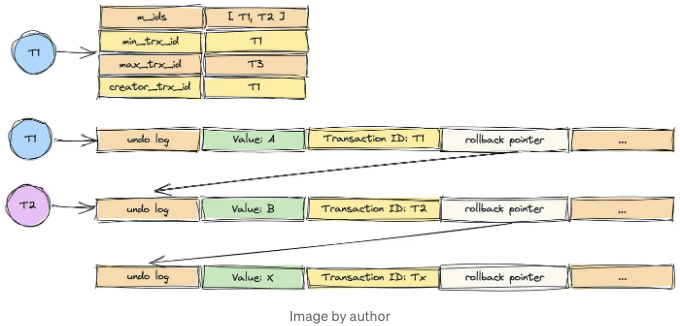 T1
m_ids [ T1, T2 ]
min_trx_id T1
max_trx_id T3
creator_trx_id T1
T1 undo log Value: A Transaction ID: T1 rollback pointer ...
T2 undo log Value: B Transaction ID: T2 rollback pointer ...
undo log Value: X Transaction ID: Tx rollback pointer ...
Image by author